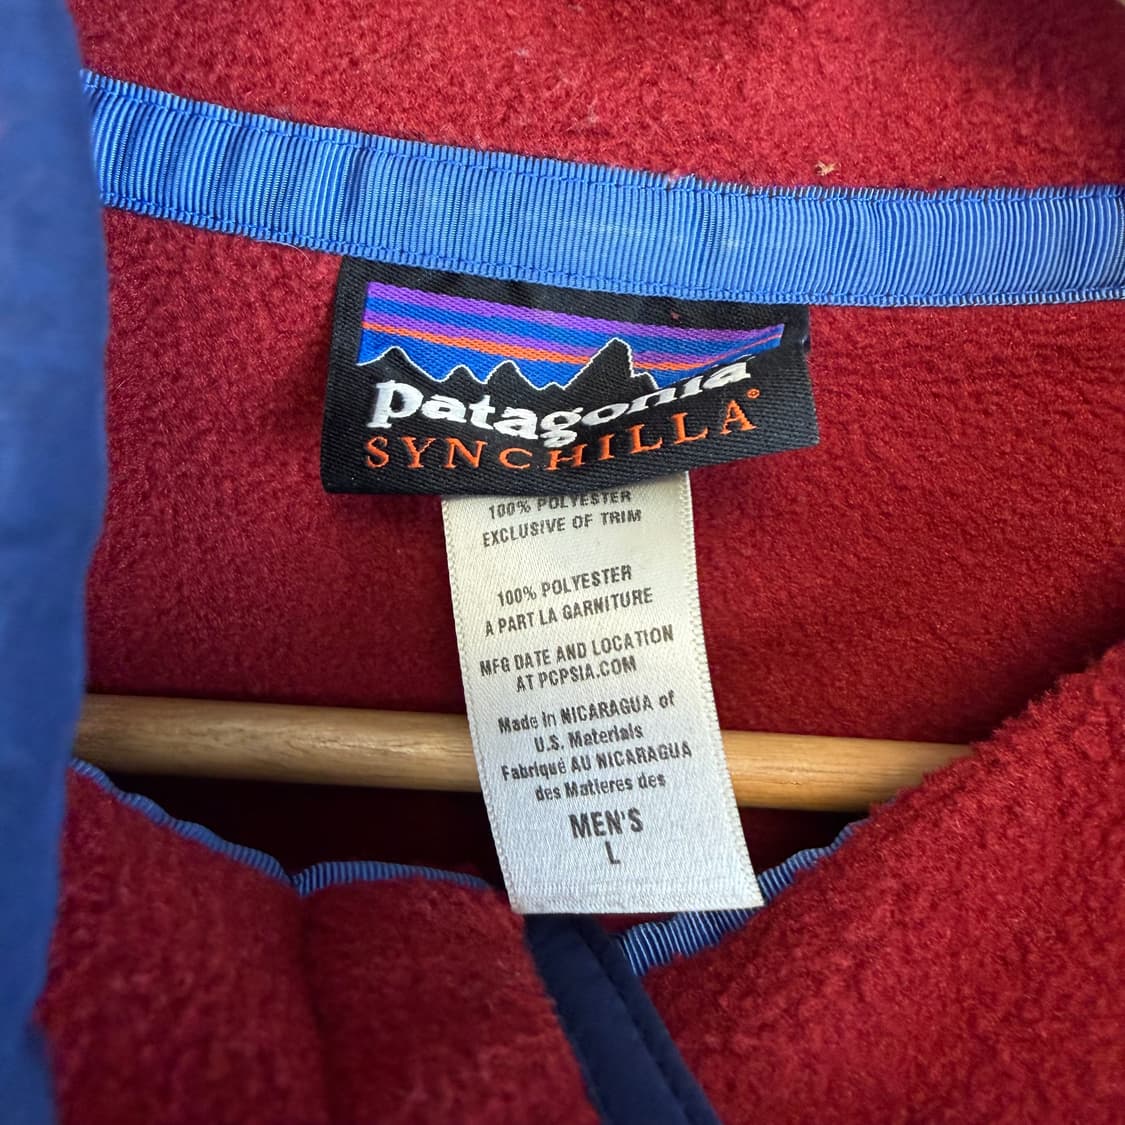 patagonia®
SYNCHILLA
100% POLYESTER
EXCLUSIVE OF TRIM
100% POLYESTER
A PART LA GARNITURE
MFG DATE AND LOCATION
AT PCPSIA.COM
Made in NICARAGUA of
U.S. Materials
Fabriqué AU NICARAGUA
des Matieres des
MEN'S
L